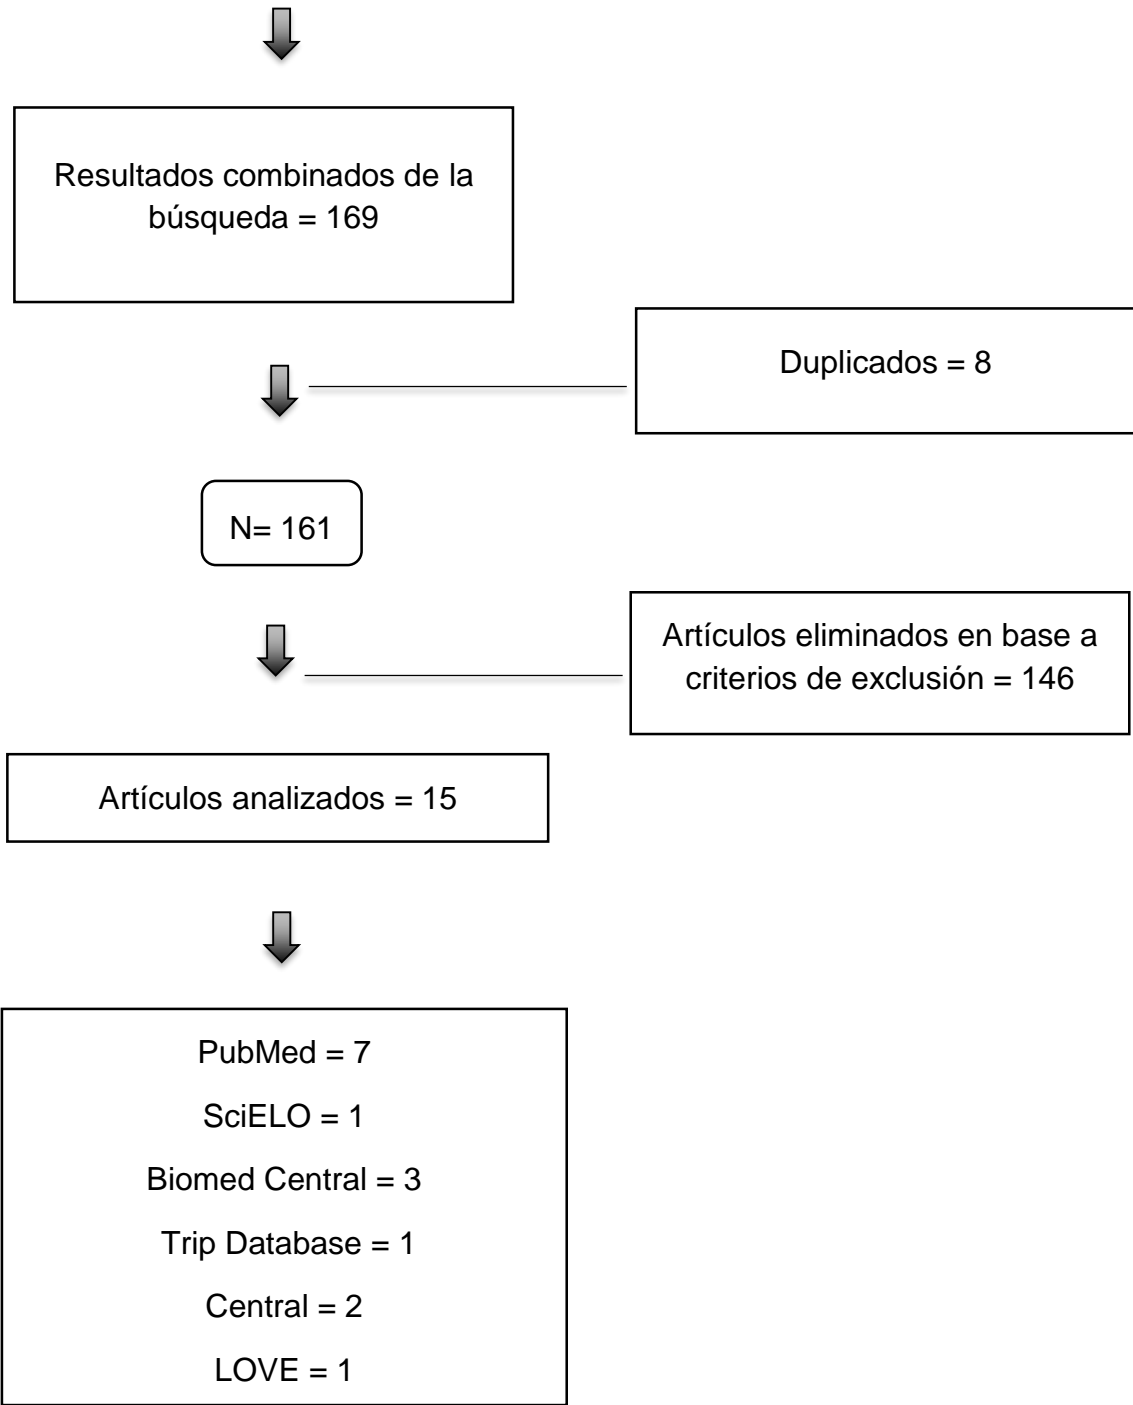 Resultados combinados de la
búsqueda = 169
Duplicados = 8
N= 161
Artículos eliminados en base a
criterios de exclusión = 146
Artículos analizados = 15
PubMed = 7
SciELO = 1
Biomed Central = 3
Trip Database = 1
Central = 2
LOVE = 1